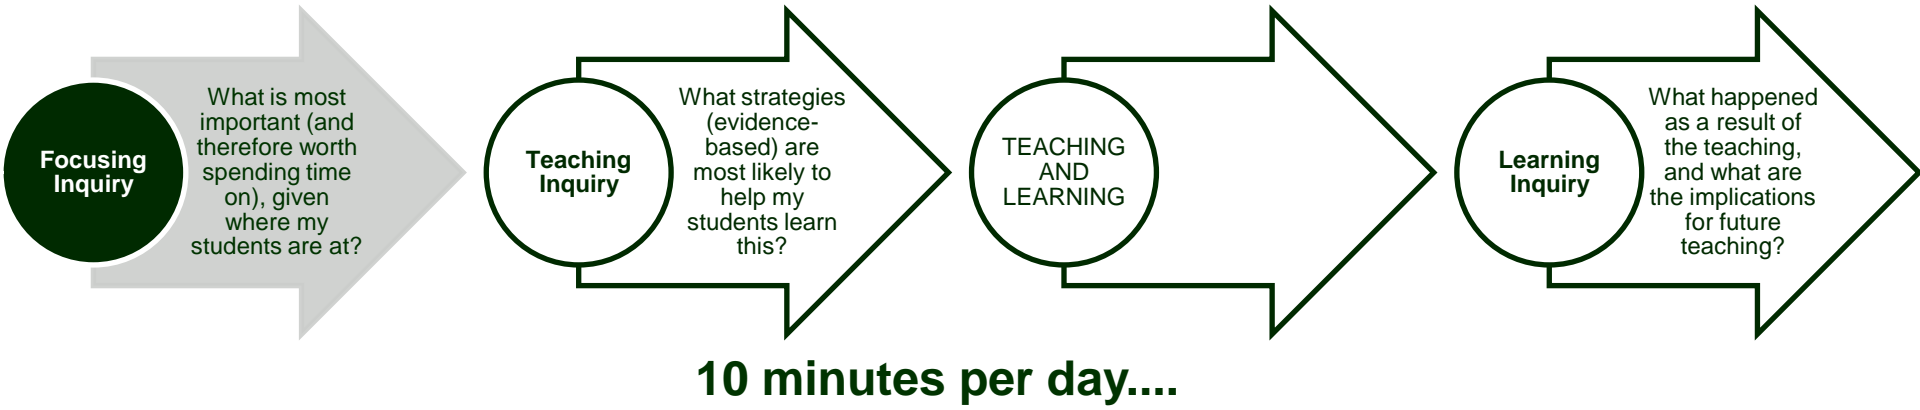 Focusing
Inquiry
What is most
important (and
therefore worth
spending time
on), given
where my
students are at?
Teaching
Inquiry
What strategies
(evidence-
based) are
most likely to
help my
students learn
this?
TEACHING
AND
LEARNING
Learning
Inquiry
What happened
as a result of
the teaching,
and what are
the implications
for future
teaching?
10 minutes per day....